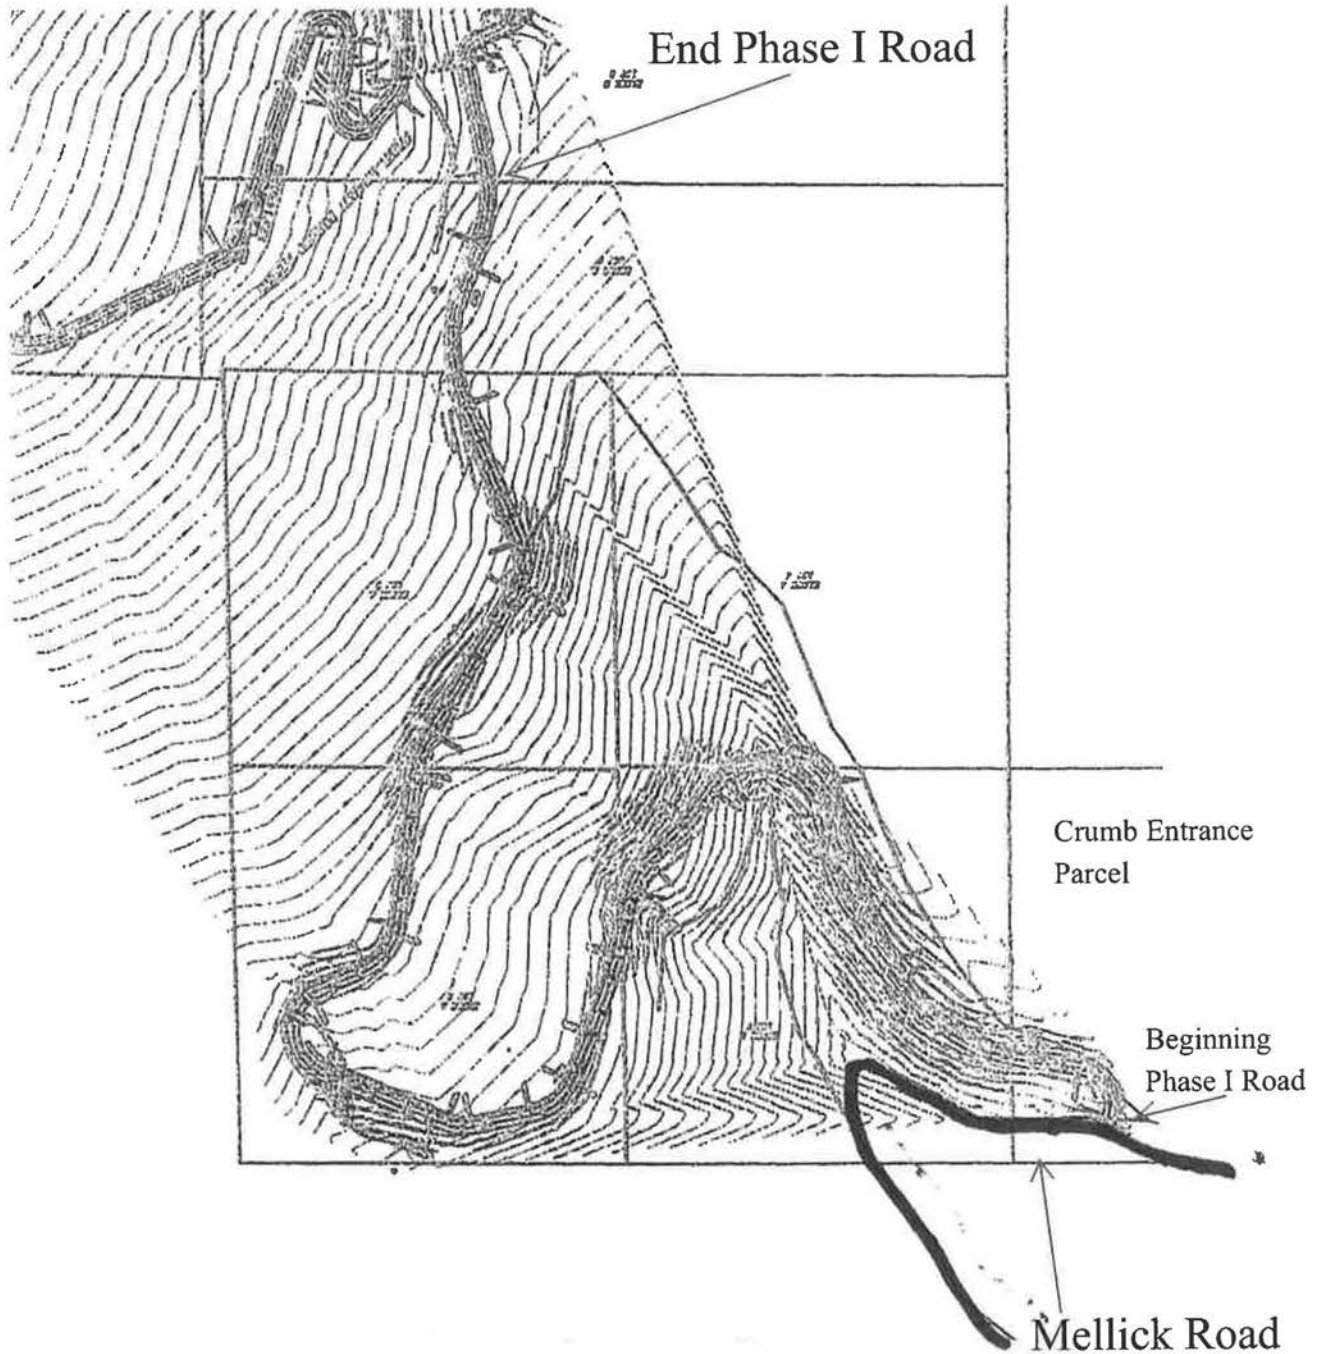 End Phase I Road
Crumb Entrance
Parcel
Beginning
Phase I Road
Mellick Road